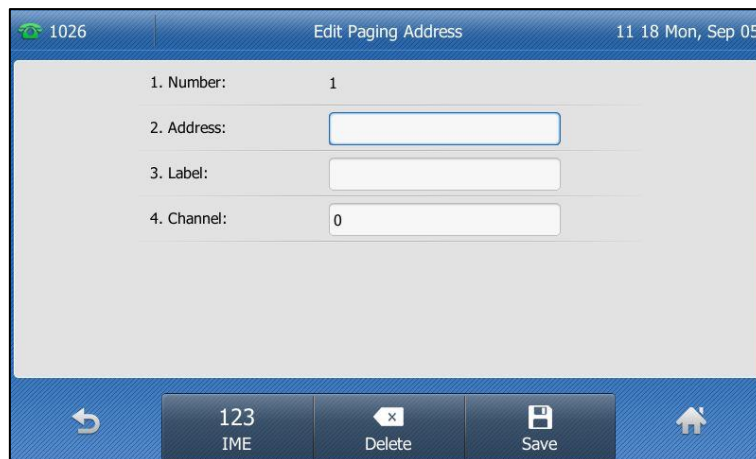 1026 Edit Paging Address 11 18 Mon, Sep 05
1. Number: 1
2. Address:
3. Label:
4. Channel: 0
123 IME
Delete
Save